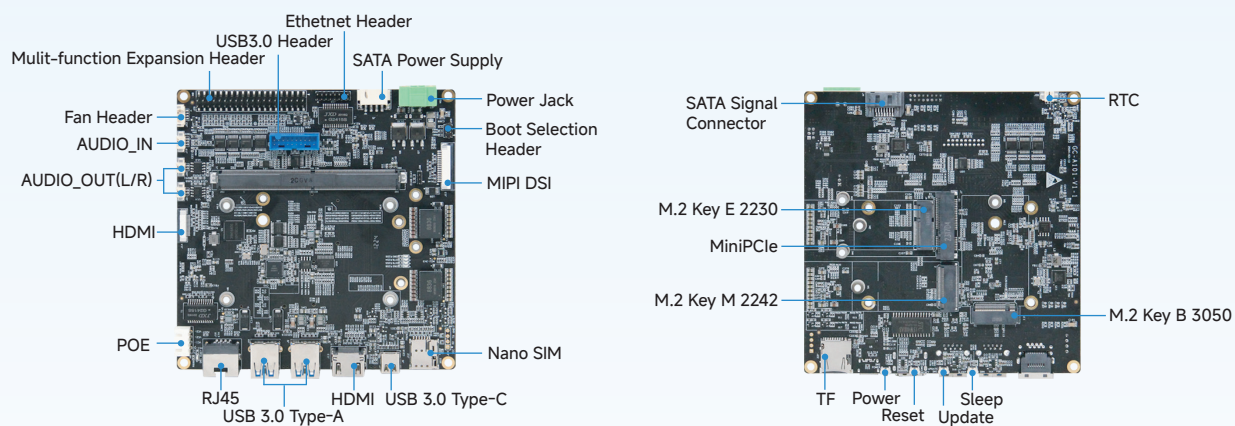 Ethetnet Header
USB3.0 Header
Mulit-function Expansion Header
SATA Power Supply
Fan Header
Power Jack
AUDIO_IN
Boot Selection
Header
AUDIO_OUT(L/R)
MIPI DSI
HDMI
POE
Nano SIM
RJ45
HDMI
USB 3.0 Type-C
USB 3.0 Type-A
SATA Signal
Connector
RTC
M.2 Key E 2230
MiniPCIe
M.2 Key M 2242
M.2 Key B 3050
TF
Power
Sleep
Reset
Update